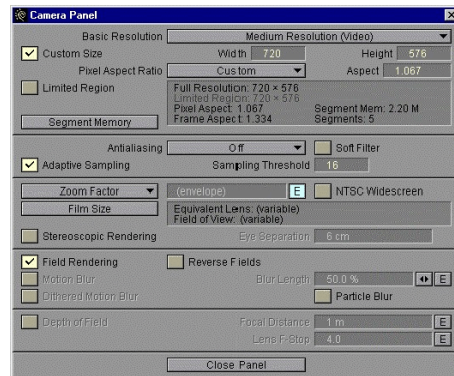 Camera Panel
Basic Resolution Medium Resolution (Video)
Custom Size Width 720 Height 576
Pixel Aspect Ratio Custom Aspect 1.067
Limited Region Full Resolution: 720 × 576
Limited Region: 720 × 576
Pixel Aspect: 1.067 Segment Mem: 2.20 M
Segment Memory Frame Aspect: 1.334 Segments: 5
Antialiasing Off Soft Filter
Adaptive Sampling Sampling Threshold 16
Zoom Factor (envelope) E NTSC Widescreen
Film Size Equivalent Lens: (variable)
Field of View: (variable)
Stereoscopic Rendering Eye Separation 6 cm
Field Rendering Reverse Fields
Motion Blur Blur Length 50.0 % E
Dithered Motion Blur Particle Blur
Depth of Field Focal Distance 1 m E
Lens F-Stop 4.0 E
Close Panel